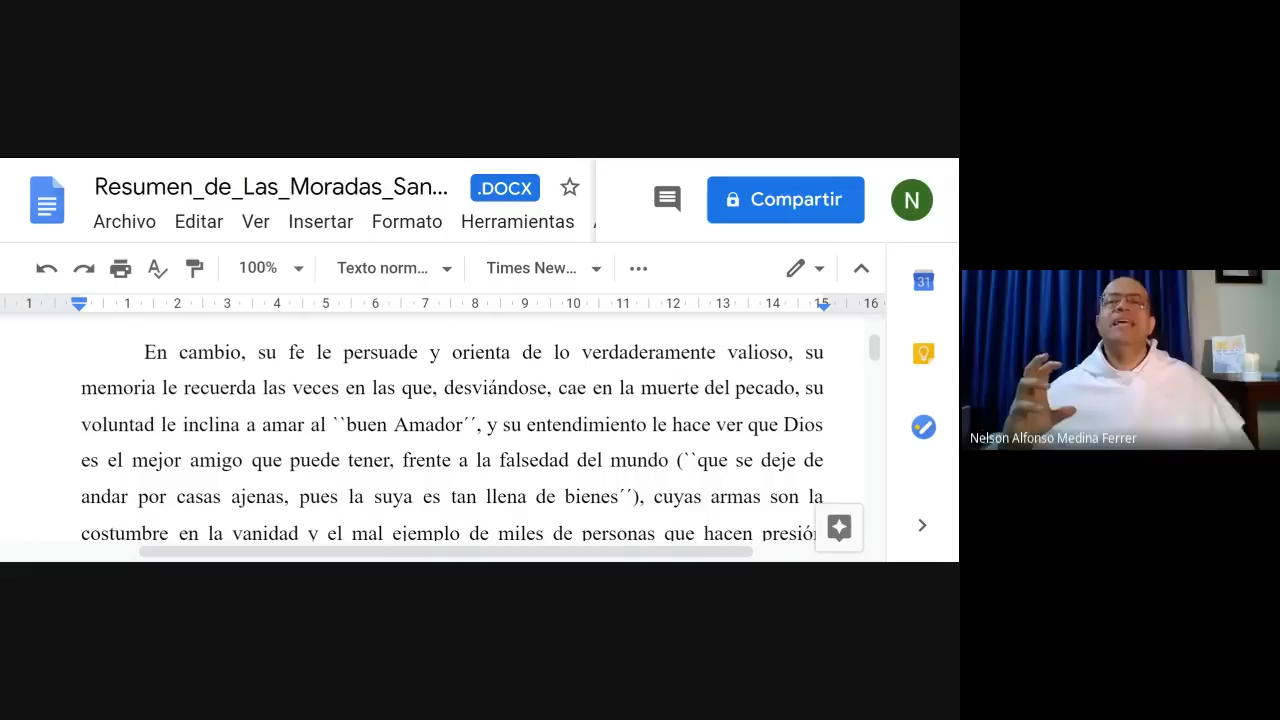 Resumen_de_Las_Moradas_San...
.DOCX
Compartir
N
Archivo Editar Ver Insertar Formato Herramientas
100% Texto norm... Times New...
1 1 2 3 4 5 6 7 8 9 10 11 12 13 14 15 16
31
En cambio, su fe le persuade y orienta de lo verdaderamente valioso, su
memoria le recuerda las veces en las que, desviándose, cae en la muerte del pecado, su
voluntad le inclina a amar al ``buen Amador´´, y su entendimiento le hace ver que Dios
es el mejor amigo que puede tener, frente a la falsedad del mundo (``que se deje de
andar por casas ajenas, pues la suya es tan llena de bienes´´), cuyas armas son la
costumbre en la vanidad y el mal ejemplo de miles de personas que hacen presión
Nelson Alfonso Medina Ferrer